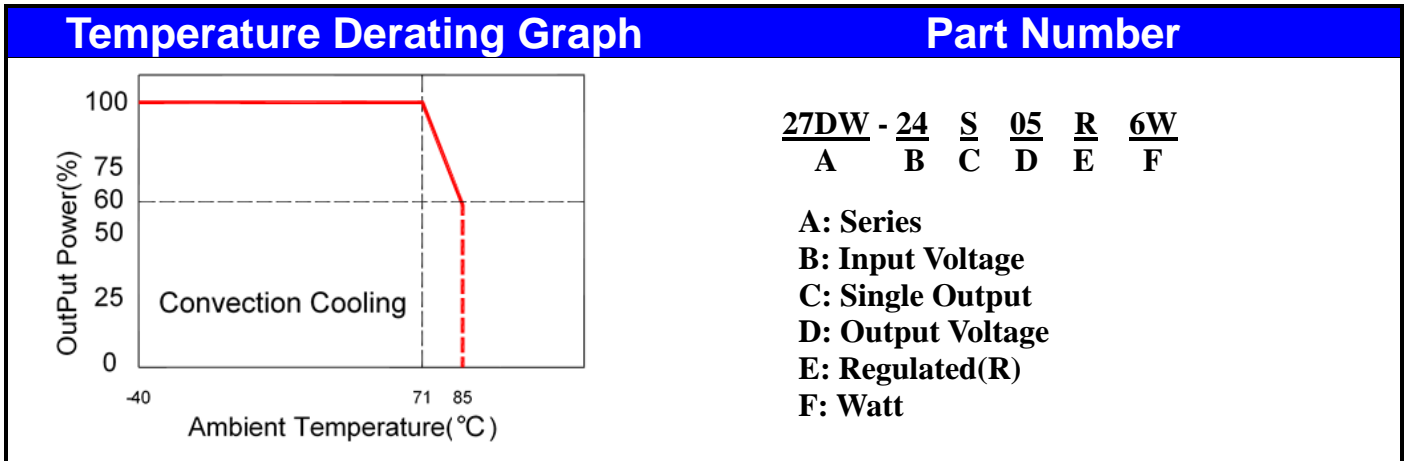 Temperature Derating Graph
Part Number
100
75
60
50
25
0
OutPut Power(%)
Convection Cooling
-40
71
85
Ambient Temperature(°C)
27DW - 24 S 05 R 6W
A B C D E F
A: Series
B: Input Voltage
C: Single Output
D: Output Voltage
E: Regulated(R)
F: Watt